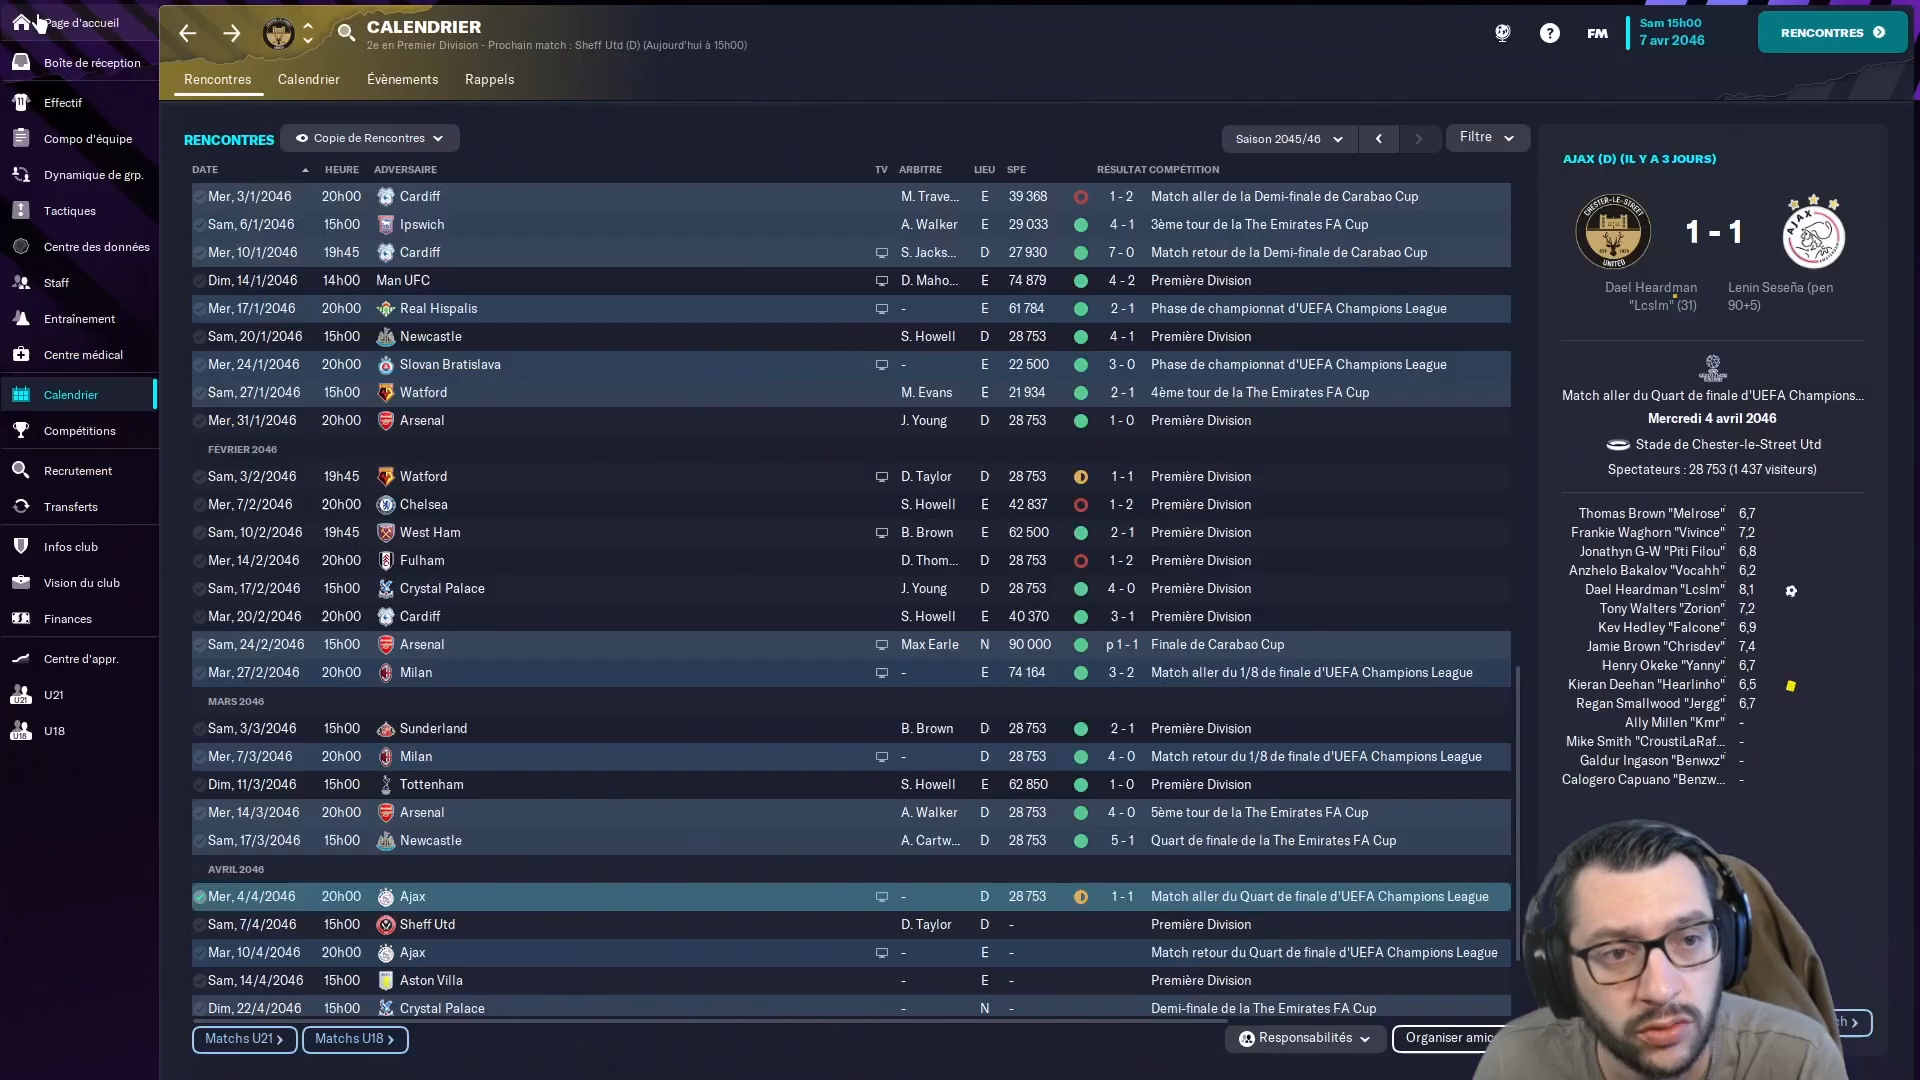 Page d'accueil
Boîte de réception
Effectif
Compo d'équipe
Dynamique de grp.
Tactiques
Centre des données
Staff
Entraînement
Centre médical
Calendrier
Compétitions
Recrutement
Transferts
Infos club
Vision du club
Finances
Centre d'appr.
U21
U18
CALENDRIER
2e en Premier Division - Prochain match : Sheff Utd (D) (Aujourd'hui à 15h00)
FM
Sam 15h00
7 avr 2046
RENCONTRES
Rencontres Calendrier Évènements Rappels
RENCONTRES Copie de Rencontres Saison 2045/46 Filtre
DATE HEURE ADVERSAIRE TV ARBITRE LIEU SPE RÉSULTAT COMPÉTITION
Mer, 3/1/2046 20h00 Cardiff M. Trave... E 39 368 1 - 2 Match aller de la Demi-finale de Carabao Cup
Sam, 6/1/2046 15h00 Ipswich A. Walker E 29 033 4 - 1 3ème tour de la The Emirates FA Cup
Mer, 10/1/2046 19h45 Cardiff S. Jacks... D 27 930 7 - 0 Match retour de la Demi-finale de Carabao Cup
Dim, 14/1/2046 14h00 Man UFC D. Maho... E 74 879 4 - 2 Première Division
Mer, 17/1/2046 20h00 Real Hispalis - E 61 784 2 - 1 Phase de championnat d'UEFA Champions League
Sam, 20/1/2046 15h00 Newcastle S. Howell D 28 753 4 - 1 Première Division
Mer, 24/1/2046 20h00 Slovan Bratislava - E 22 500 3 - 0 Phase de championnat d'UEFA Champions League
Sam, 27/1/2046 15h00 Watford M. Evans E 21 934 2 - 1 4ème tour de la The Emirates FA Cup
Mer, 31/1/2046 20h00 Arsenal J. Young D 28 753 1 - 0 Première Division
FÉVRIER 2046
Sam, 3/2/2046 19h45 Watford D. Taylor D 28 753 1 - 1 Première Division
Mer, 7/2/2046 20h00 Chelsea S. Howell E 42 837 1 - 2 Première Division
Sam, 10/2/2046 19h45 West Ham B. Brown E 62 500 2 - 1 Première Division
Mer, 14/2/2046 20h00 Fulham D. Thom... D 28 753 1 - 2 Première Division
Sam, 17/2/2046 15h00 Crystal Palace J. Young D 28 753 4 - 0 Première Division
Mar, 20/2/2046 20h00 Cardiff S. Howell E 40 370 3 - 1 Première Division
Sam, 24/2/2046 15h00 Arsenal Max Earle N 90 000 p 1 - 1 Finale de Carabao Cup
Mar, 27/2/2046 20h00 Milan - E 74 164 3 - 2 Match aller du 1/8 de finale d'UEFA Champions League
MARS 2046
Sam, 3/3/2046 15h00 Sunderland B. Brown D 28 753 2 - 1 Première Division
Mer, 7/3/2046 20h00 Milan - D 28 753 4 - 0 Match retour du 1/8 de finale d'UEFA Champions League
Dim, 11/3/2046 15h00 Tottenham S. Howell E 62 850 1 - 0 Première Division
Mer, 14/3/2046 20h00 Arsenal A. Walker D 28 753 4 - 0 5ème tour de la The Emirates FA Cup
Sam, 17/3/2046 15h00 Newcastle A. Cartw... D 28 753 5 - 1 Quart de finale de la The Emirates FA Cup
AVRIL 2046
Mer, 4/4/2046 20h00 Ajax - D 28 753 1 - 1 Match aller du Quart de finale d'UEFA Champions League
Sam, 7/4/2046 15h00 Sheff Utd D. Taylor D - Première Division
Mar, 10/4/2046 20h00 Ajax - E - Match retour du Quart de finale d'UEFA Champions League
Sam, 14/4/2046 15h00 Aston Villa - E - Première Division
Dim, 22/4/2046 15h00 Crystal Palace - N - Demi-finale de la The Emirates FA Cup
Matchs U21 Matchs U18 Responsabilités Organiser amic
AJAX (D) (IL Y A 3 JOURS)
CHESTER-LE-STREET
UNITED
1 - 1
AJAX
Dael Heardman "Lcslm" (31)
Lenin Seseña (pen 90+5)
Match aller du Quart de finale d'UEFA Champions...
Mercredi 4 avril 2046
Stade de Chester-le-Street Utd
Spectateurs : 28 753 (1 437 visiteurs)
Thomas Brown "Melrose" 6,7
Frankie Waghorn "Vivince" 7,2
Jonathyn G-W "Piti Filou" 6,8
Anzhelo Bakalov "Vocahh" 6,2
Dael Heardman "Lcslm" 8,1
Tony Walters "Zorion" 7,2
Kev Hedley "Falcone" 6,9
Jamie Brown "Chrisdev" 7,4
Henry Okeke "Yanny" 6,7
Kieran Deehan "Hearlinho" 6,5
Regan Smallwood "Jergg" 6,7
Ally Millen "Kmr" -
Mike Smith "CroustiLaRaf... -
Galdur Ingason "Benwxz" -
Calogero Capuano "Benzw... -